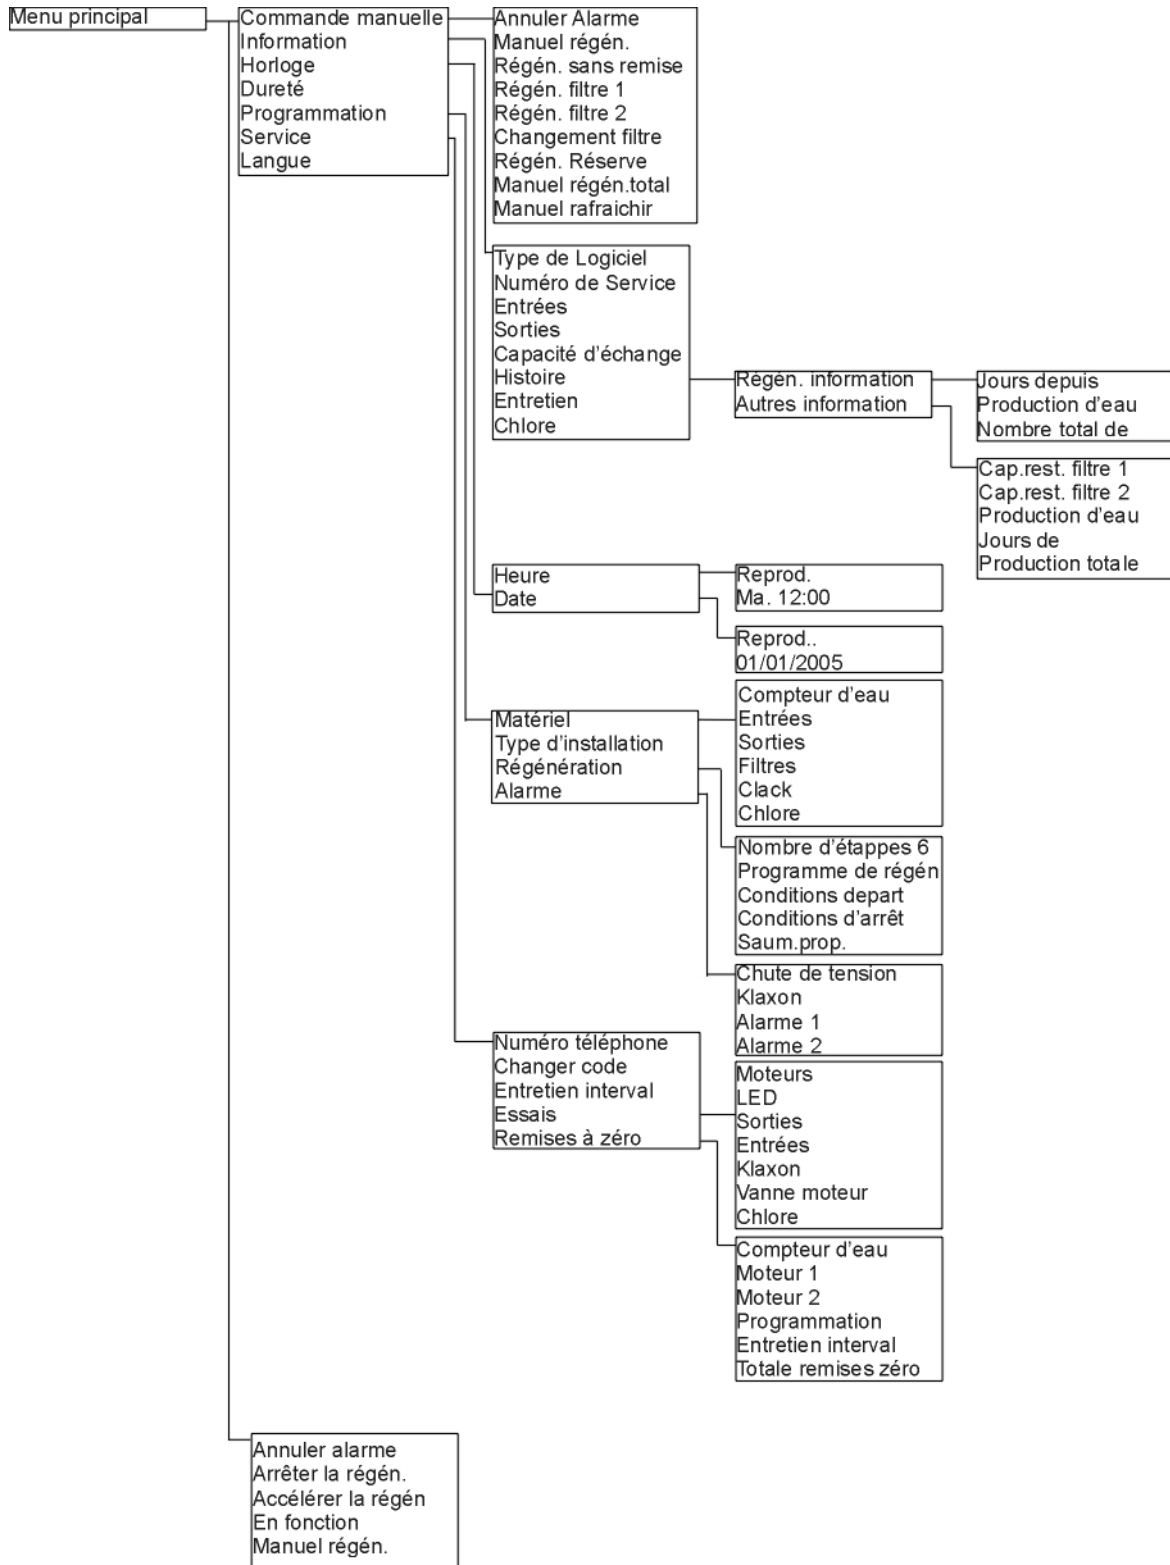 Menu principal
Commande manuelle
Information
Horloge
Dureté
Programmation
Service
Langue
Annuler Alarme
Manuel régén.
Régén. sans remise
Régén. filtre 1
Régén. filtre 2
Changement filtre
Régén. Réserve
Manuel régén.total
Manuel rafraichir
Type de Logiciel
Numéro de Service
Entrées
Sorties
Capacité d'échange
Histoire
Entretien
Chlore
Régén. information
Autres information
Jours depuis
Production d'eau
Nombre total de
Cap.rest. filtre 1
Cap.rest. filtre 2
Production d'eau
Jours de
Production totale
Heure
Date
Reprod.
Ma. 12:00
Reprod..
01/01/2005
Matériel
Type d'installation
Régénération
Alarme
Compteur d'eau
Entrées
Sorties
Filtres
Clack
Chlore
Nombre d'étappes 6
Programme de régén
Conditions depart
Conditions d'arrêt
Saum.prop.
Chute de tension
Klaxon
Alarme 1
Alarme 2
Numéro téléphone
Changer code
Entretien interval
Essais
Remises à zéro
Moteurs
LED
Sorties
Entrées
Klaxon
Vanne moteur
Chlore
Compteur d'eau
Moteur 1
Moteur 2
Programmation
Entretien interval
Totale remises zéro
Annuler alarme
Arrêter la régén.
Accélérer la régén
En fonction
Manuel régén.